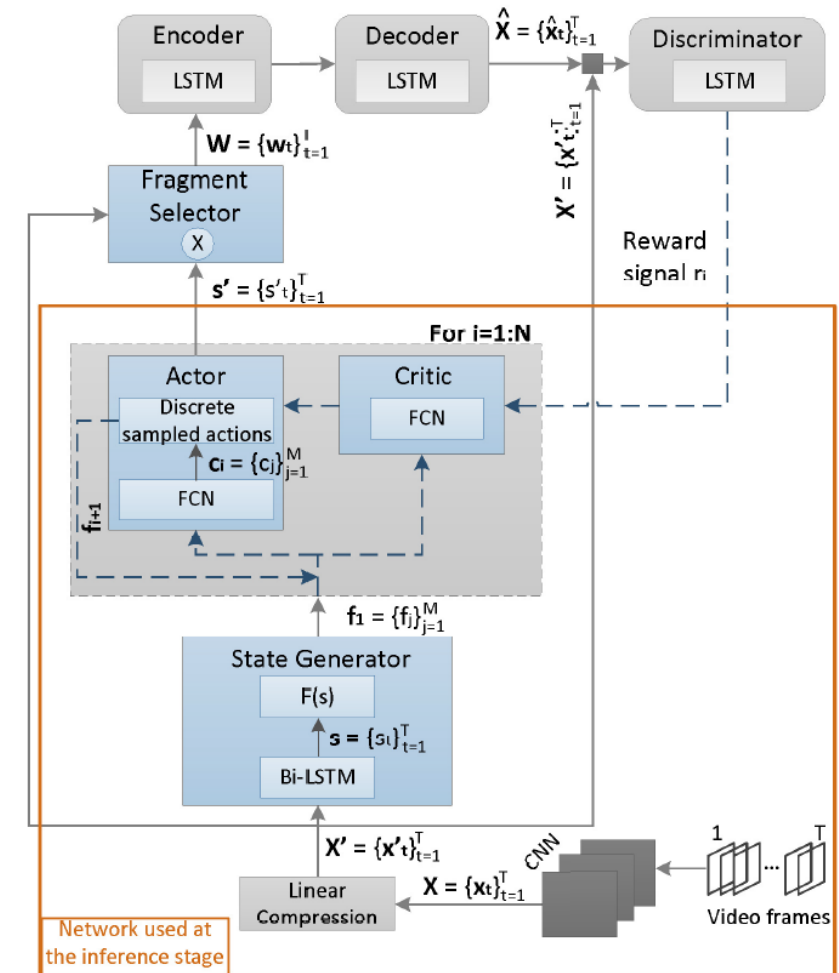 Encoder
LSTM
Decoder
LSTM
X̂ = {x̂t}ᵀt=1
Discriminator
LSTM
W = {wt}ᵀt=1
X' = {x't}ᵀt=1
Fragment
Selector
X
Reward
signal ri
s' = {s't}ᵀt=1
For i=1:N
Actor
Discrete
sampled actions
ci = {cj}ᴹj=1
FCN
Critic
FCN
fi+1
f1 = {fj}ᴹj=1
State Generator
F(s)
s = {st}ᵀt=1
Bi-LSTM
X' = {x't}ᵀt=1
Linear
Compression
X = {xt}ᵀt=1
CNN
1 ... T
Video frames
Network used at
the inference stage